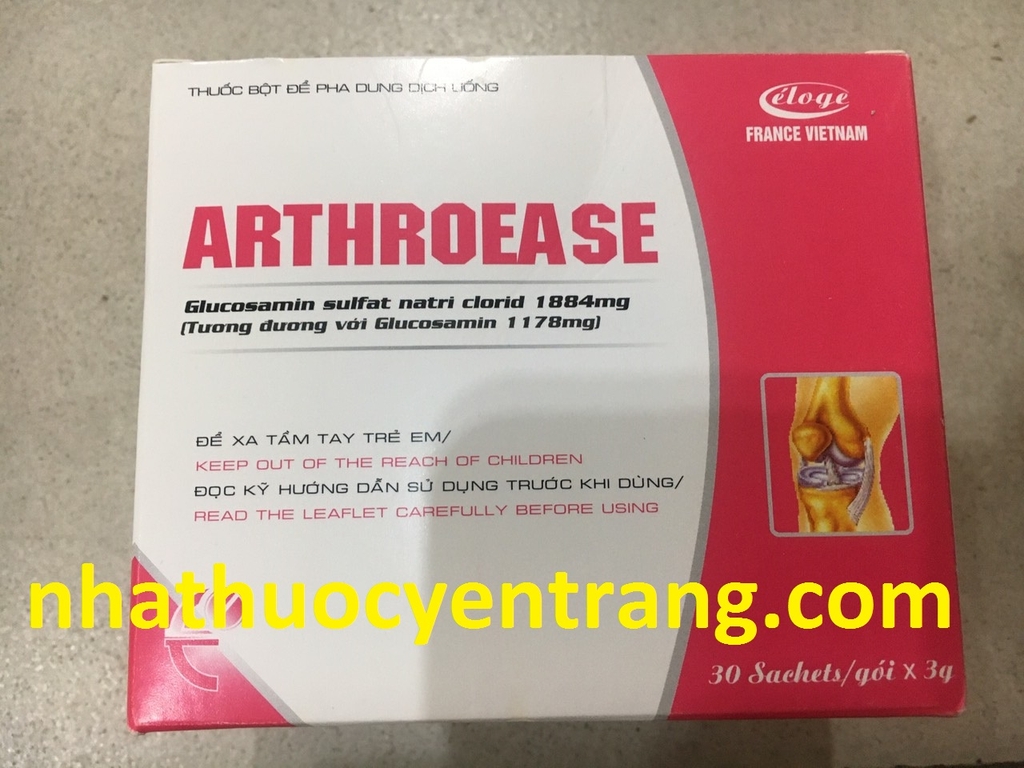 THUỐC BỘT ĐỂ PHA DUNG DỊCH UỐNG
éloge
FRANCE VIETNAM
ARTHROEASE
Glucosamin sulfat natri clorid 1884mg
(Tương đương với Glucosamin 1178mg)
ĐỂ XA TẦM TAY TRẺ EM/
KEEP OUT OF THE REACH OF CHILDREN
ĐỌC KỸ HƯỚNG DẪN SỬ DỤNG TRƯỚC KHI DÙNG/
READ THE LEAFLET CAREFULLY BEFORE USING
nhathuocyentrang.com
30 Sachets/gói x 3g